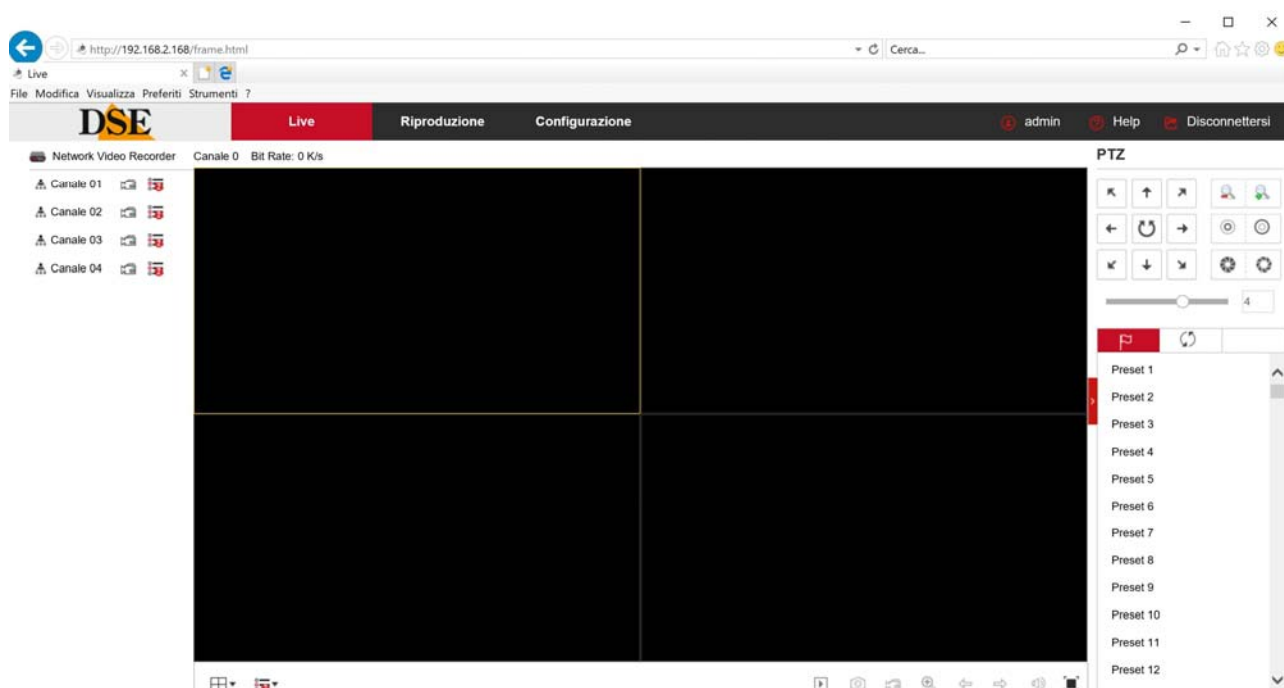 http://192.168.2.168/frame.html
Cerca...
Live
File Modifica Visualizza Preferiti Strumenti ?
DSE
Live Riproduzione Configurazione admin Help Disconnettersi
Network Video Recorder Canale 0 Bit Rate: 0 K/s PTZ
Canale 01
Canale 02
Canale 03
Canale 04
4
Preset 1
Preset 2
Preset 3
Preset 4
Preset 5
Preset 6
Preset 7
Preset 8
Preset 9
Preset 10
Preset 11
Preset 12